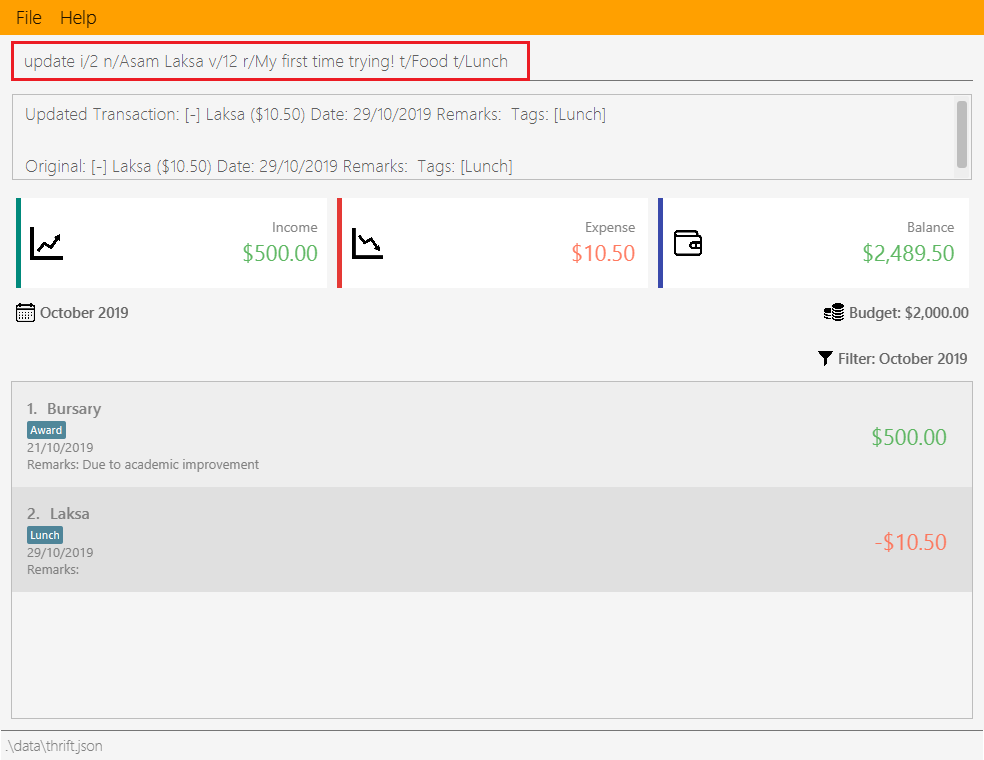 File Help
update i/2 n/Asam Laksa v/12 r/My first time trying! t/Food t/Lunch
Updated Transaction: [-] Laksa ($10.50) Date: 29/10/2019 Remarks:  Tags: [Lunch]
Original: [-] Laksa ($10.50) Date: 29/10/2019 Remarks:  Tags: [Lunch]
Income
$500.00
Expense
$10.50
Balance
$2,489.50
October 2019
Budget: $2,000.00
Filter: October 2019
1. Bursary
Award
21/10/2019
Remarks: Due to academic improvement
$500.00
2. Laksa
Lunch
29/10/2019
Remarks:
-$10.50
.\data\thrift.json